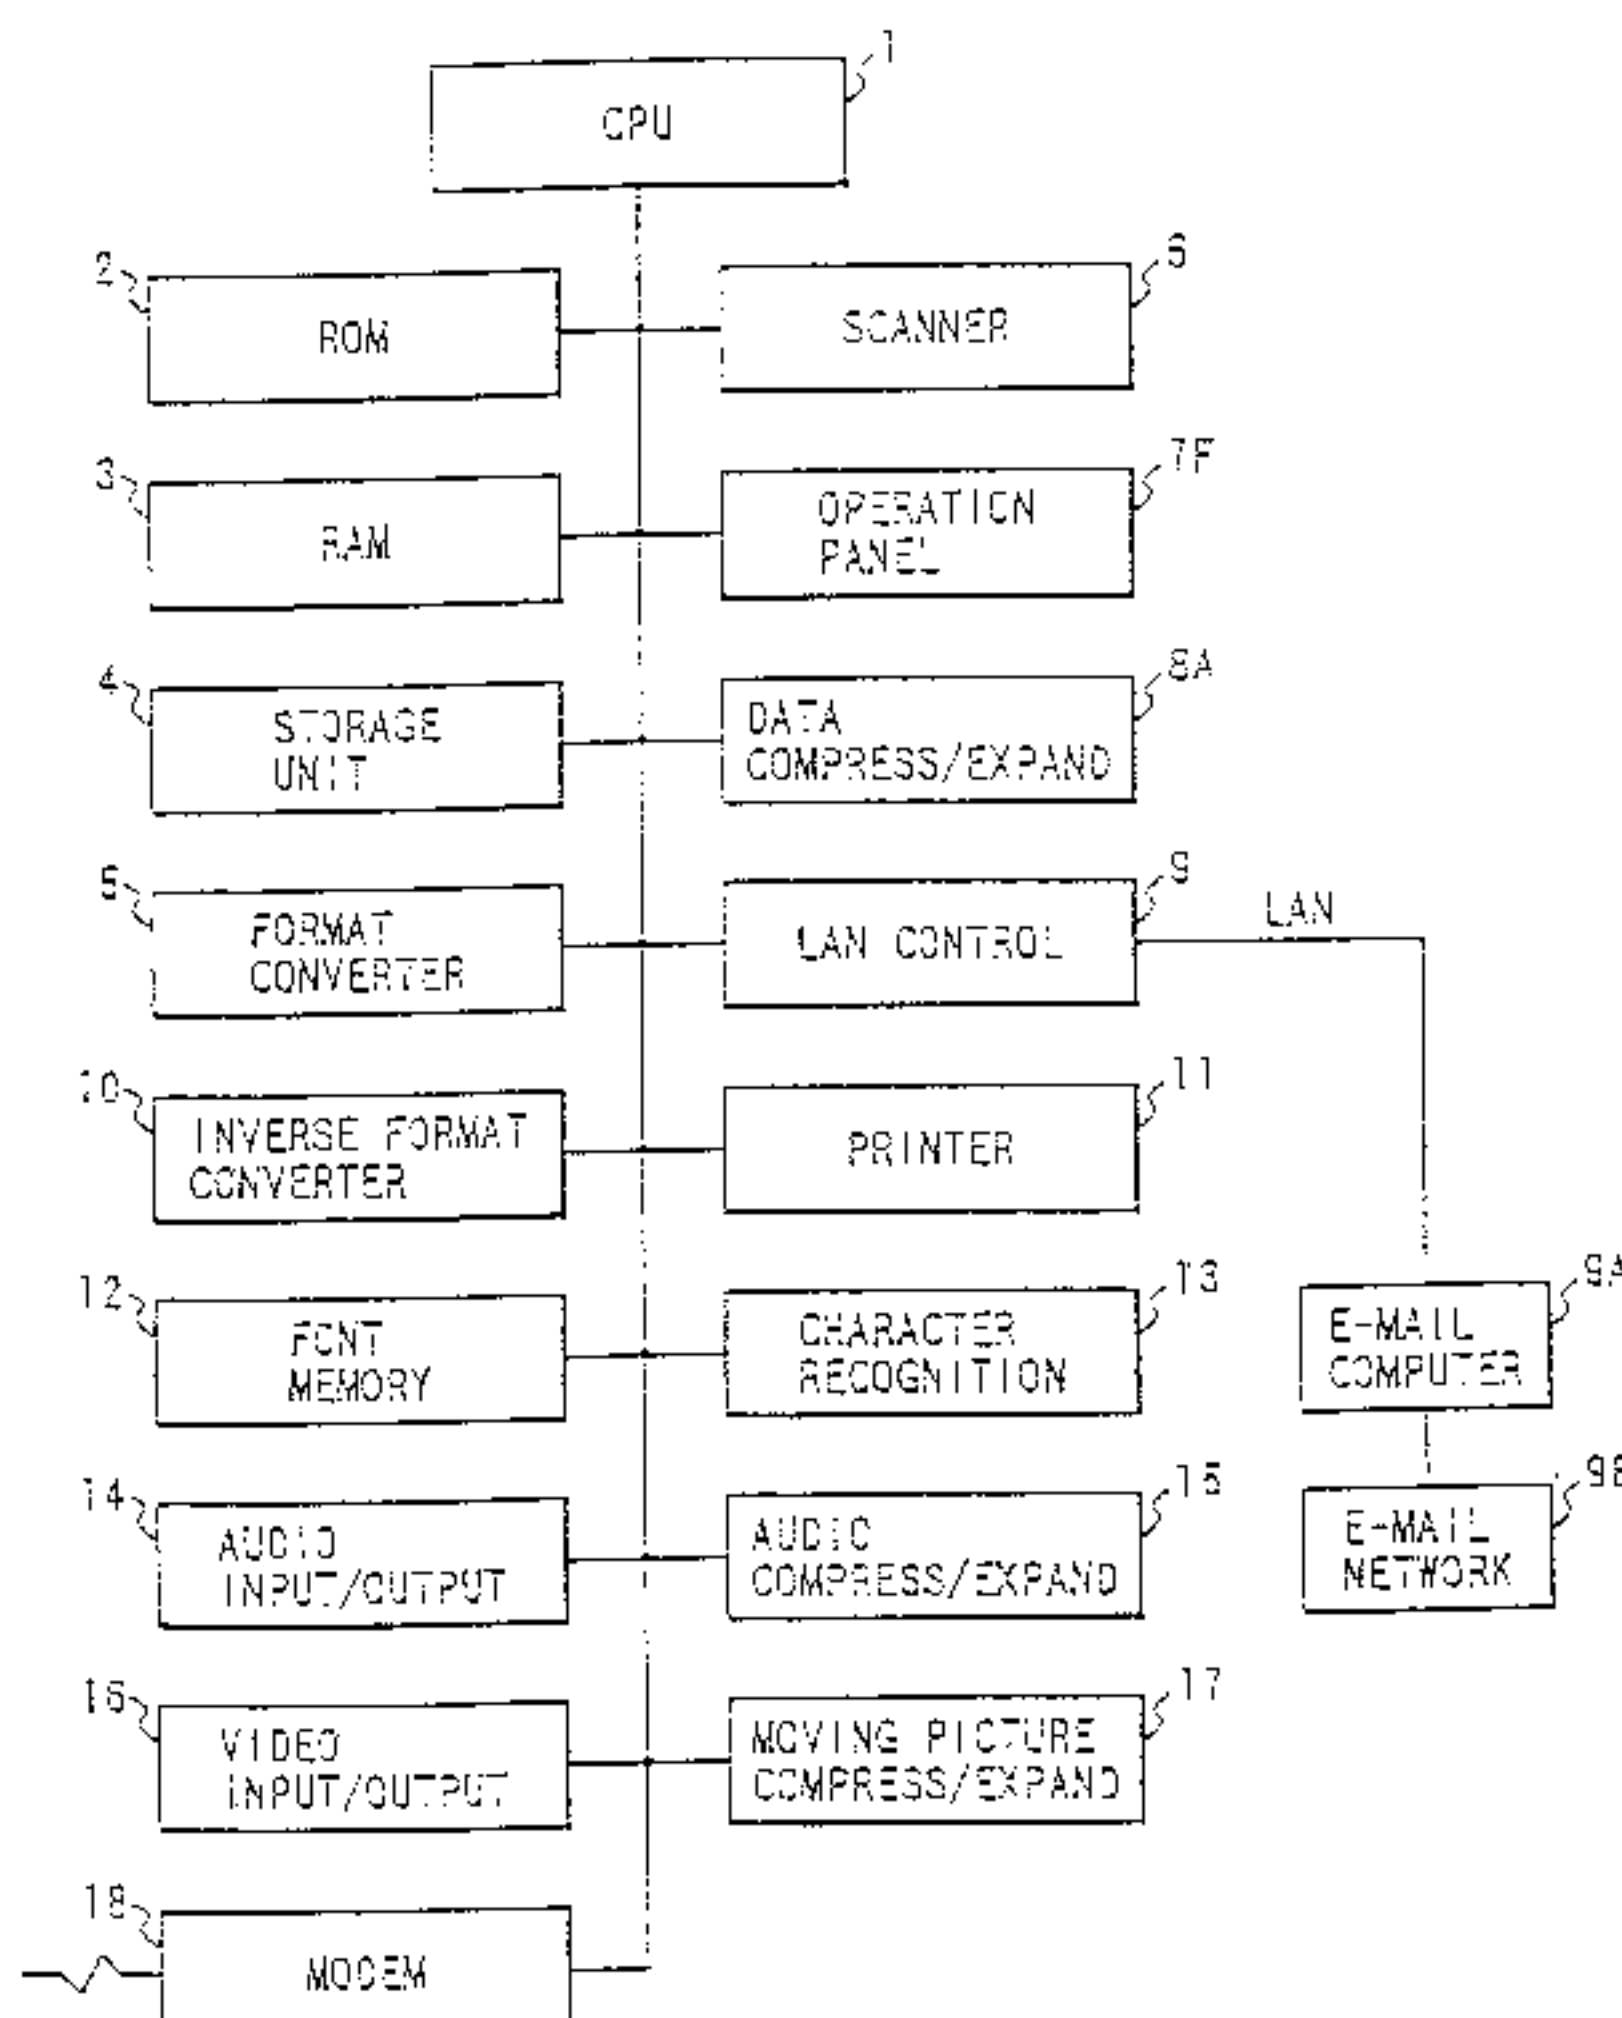 1
CPU
2
ROM
6
SCANNER
3
RAM
7F
OPERATION
PANEL
4
STORAGE
UNIT
8A
DATA
COMPRESS/EXPAND
5
FORMAT
CONVERTER
9
LAN CONTROL
LAN
10
INVERSE FORMAT
CONVERTER
11
PRINTER
12
FONT
MEMORY
13
CHARACTER
RECOGNITION
9A
E-MAIL
COMPUTER
14
AUDIO
INPUT/OUTPUT
15
AUDIO
COMPRESS/EXPAND
9B
E-MAIL
NETWORK
16
VIDEO
INPUT/OUTPUT
17
MOVING PICTURE
COMPRESS/EXPAND
18
MODEM